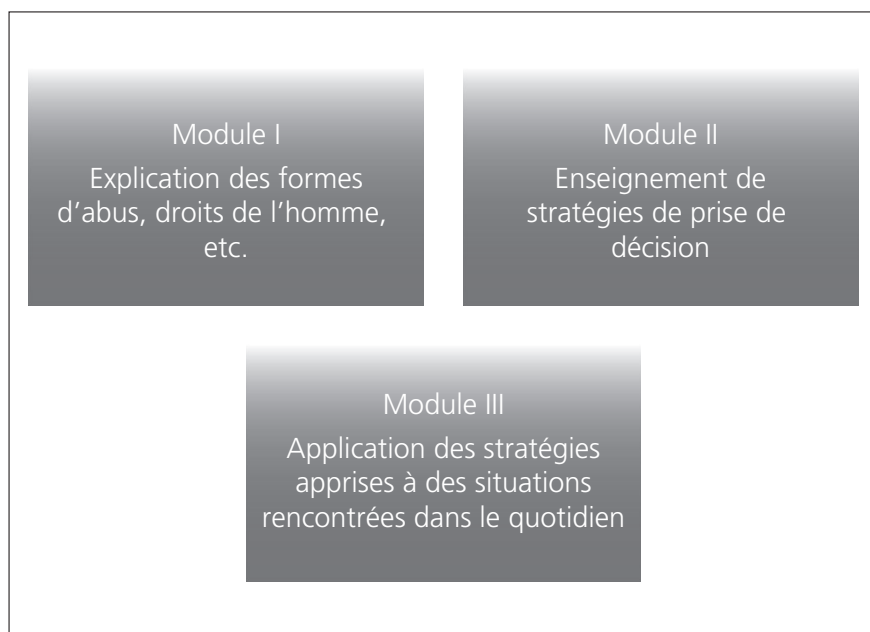 Module I
Explication des formes
d'abus, droits de l'homme,
etc.
Module II
Enseignement de
stratégies de prise de
décision
Module III
Application des stratégies
apprises à des situations
rencontrées dans le quotidien